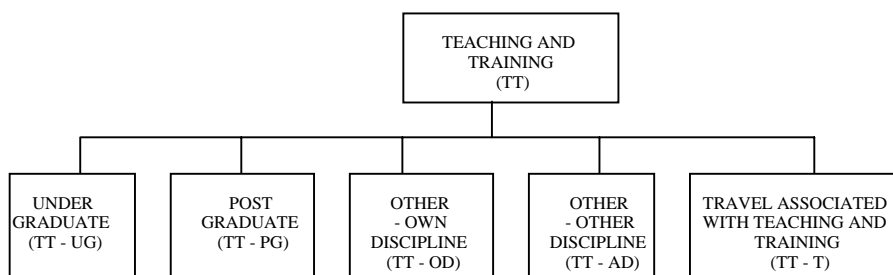 TEACHING AND
TRAINING
(TT)
UNDER
GRADUATE
(TT - UG)
POST
GRADUATE
(TT - PG)
OTHER
- OWN
DISCIPLINE
(TT - OD)
OTHER
- OTHER
DISCIPLINE
(TT - AD)
TRAVEL ASSOCIATED
WITH TEACHING AND
TRAINING
(TT - T)